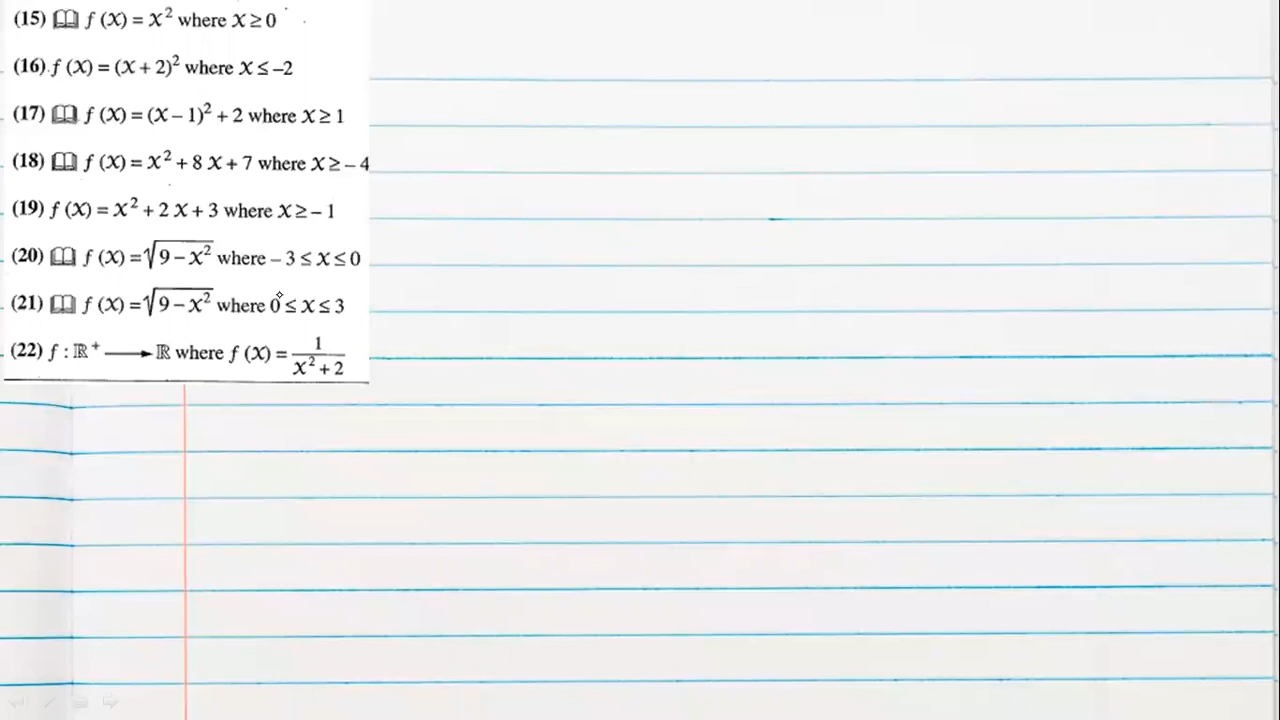 (15) f (x) = x² where x ≥ 0
(16) f (x) = (x + 2)² where x ≤ –2
(17) f (x) = (x – 1)² + 2 where x ≥ 1
(18) f (x) = x² + 8 x + 7 where x ≥ – 4
(19) f (x) = x² + 2 x + 3 where x ≥ – 1
(20) f (x) = √(9 – x²) where – 3 ≤ x ≤ 0
(21) f (x) = √(9 – x²) where 0 ≤ x ≤ 3
(22) f : ℝ⁺ ⟶ ℝ where f (x) = 1/(x² + 2)